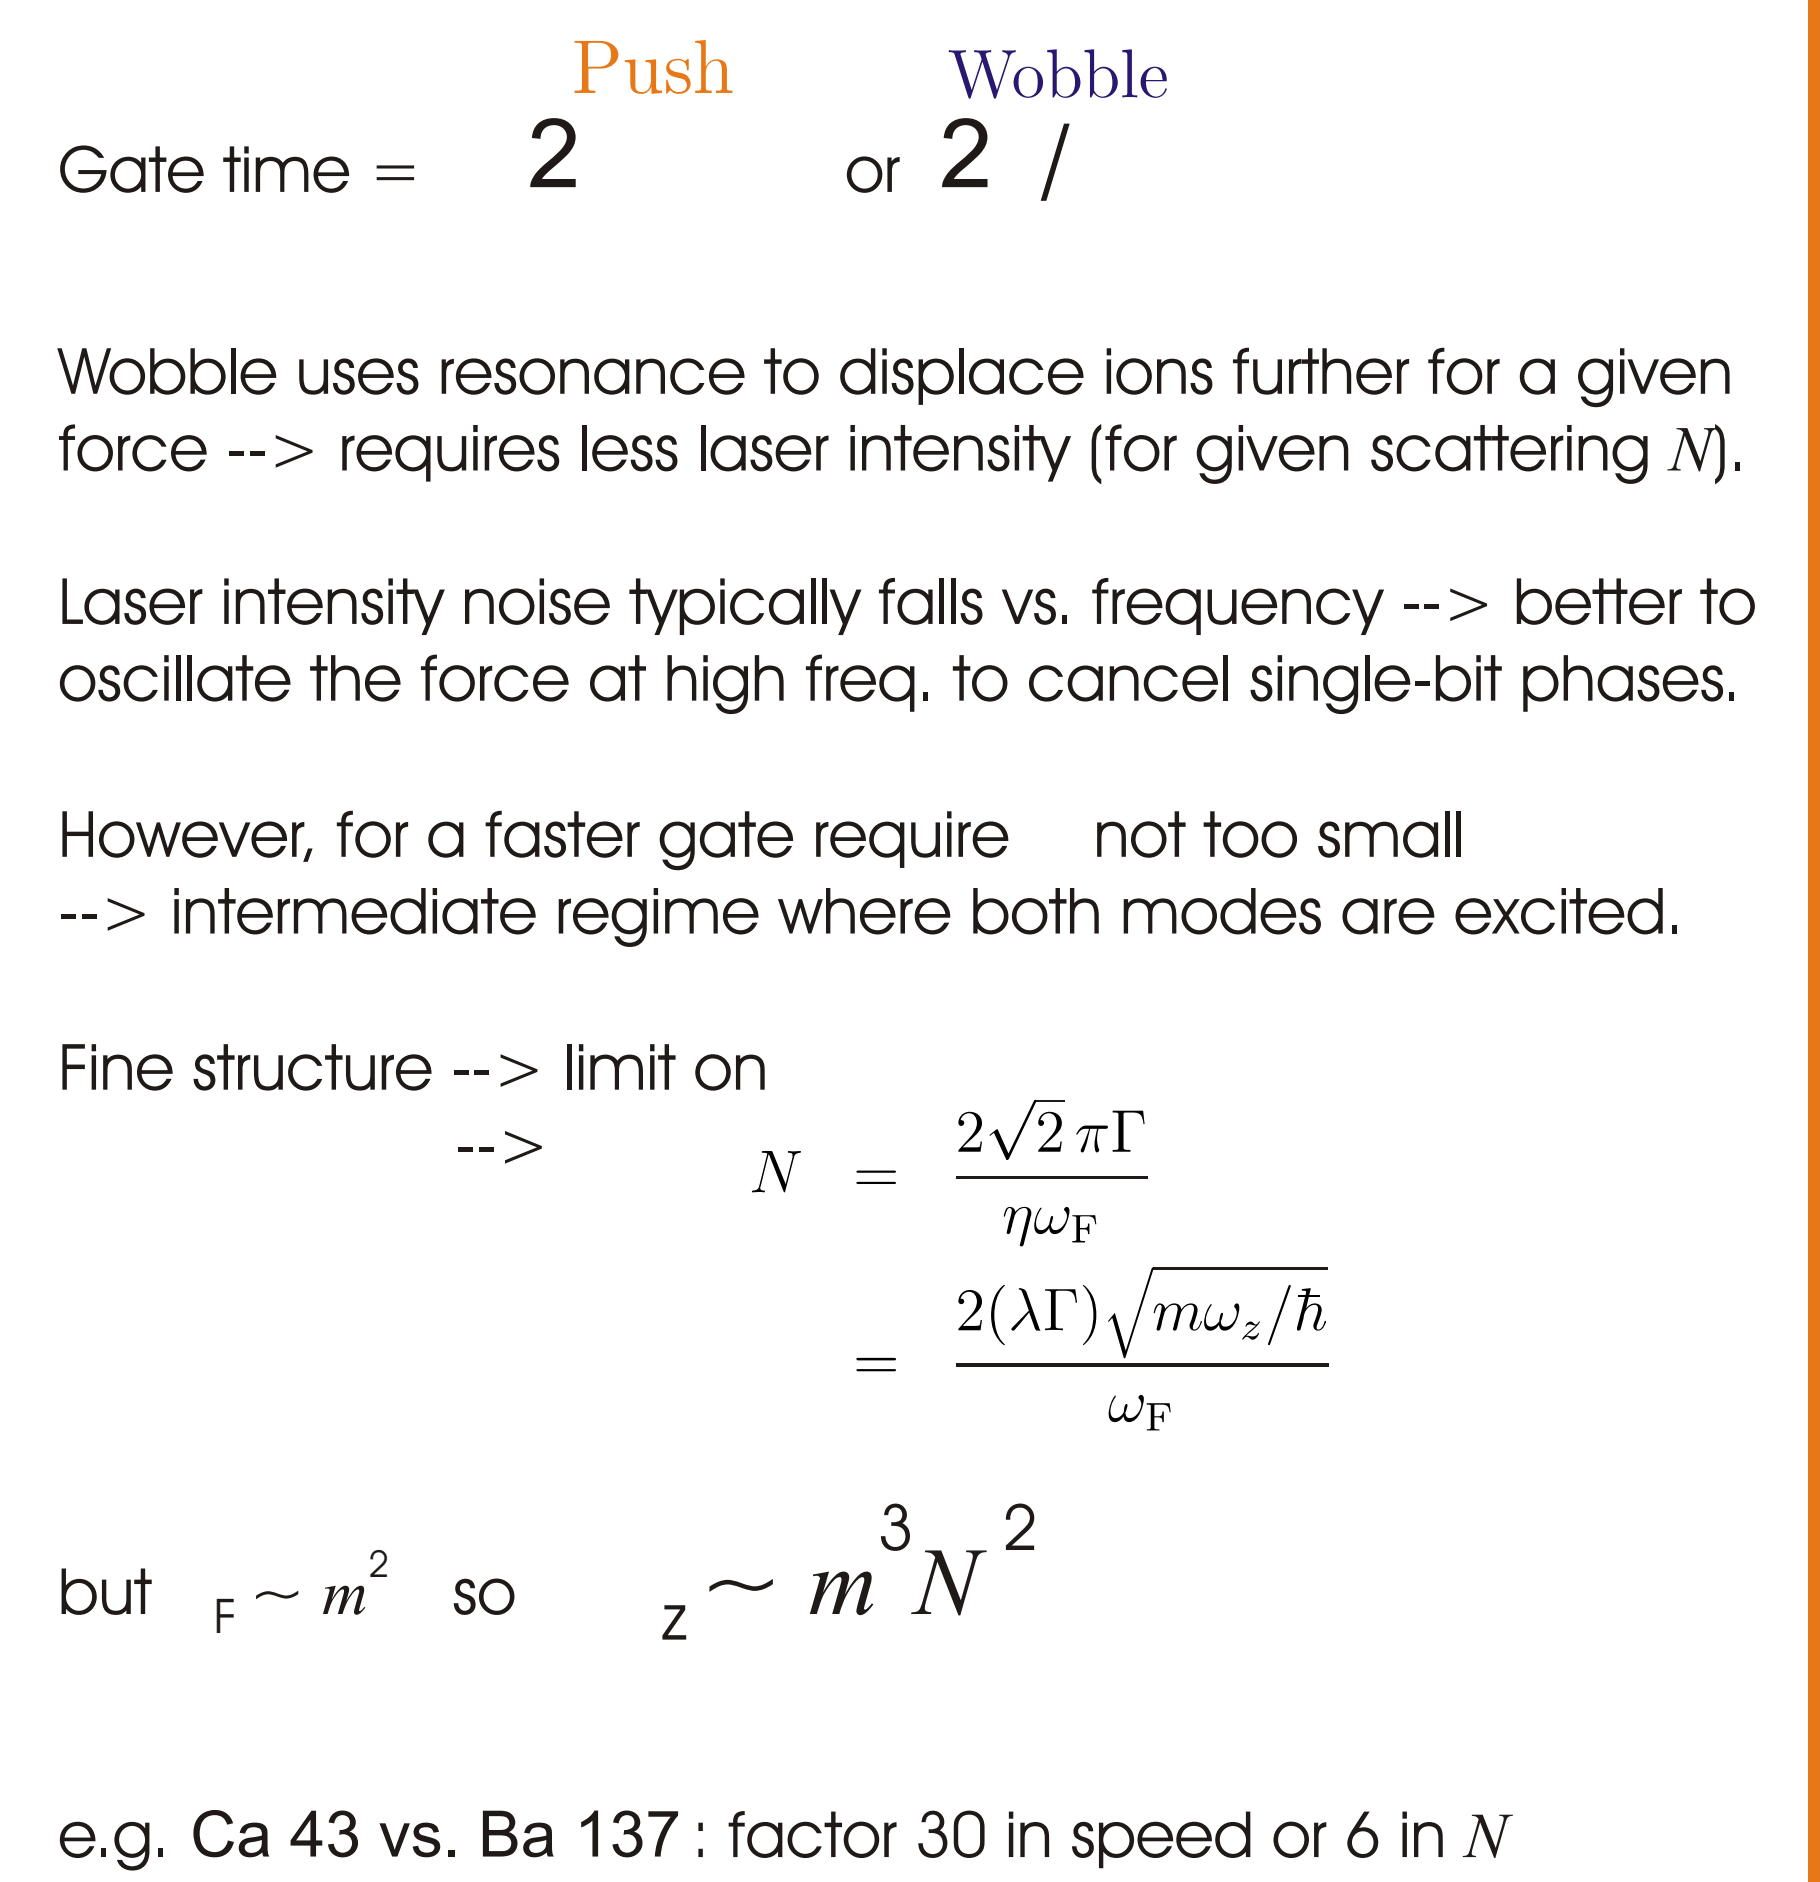 Push Wobble
Gate time = 2 or 2 /
Wobble uses resonance to displace ions further for a given
force --> requires less laser intensity (for given scattering N).
Laser intensity noise typically falls vs. frequency --> better to
oscillate the force at high freq. to cancel single-bit phases.
However, for a faster gate require not too small
--> intermediate regime where both modes are excited.
Fine structure --> limit on
--> N = 2√2 πΓ / ηω_F
= 2(λΓ)√(mω_z/ħ) / ω_F
but _F ~ m² so _z ~ m³N²
e.g. Ca 43 vs. Ba 137 : factor 30 in speed or 6 in N